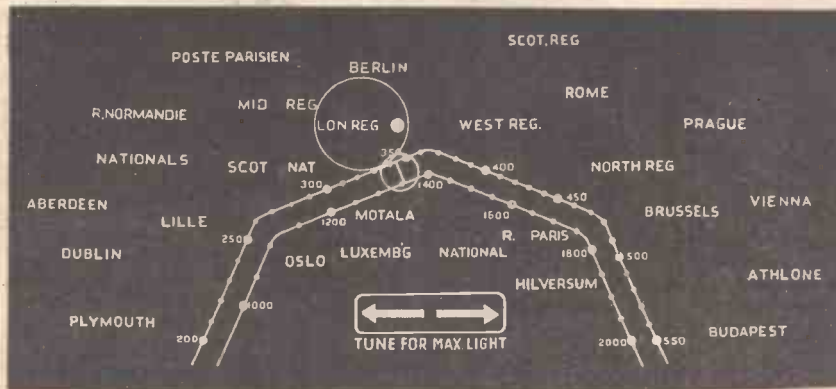 SCOT. REG
POSTE PARISIEN
BERLIN
ROME
MID REG
R. NORMANDIE
LON REG
WEST REG.
PRAGUE
350
NATIONALS
SCOT NAT
400
NORTH REG
300
1400
450
ABERDEEN
LILLE
1200
MOTALA
1600
BRUSSELS
VIENNA
250
R. PARIS
DUBLIN
OSLO
LUXEMB'G
NATIONAL
1800
500
ATHLONE
HILVERSUM
1000
PLYMOUTH
200
TUNE FOR MAX. LIGHT
2000
550
BUDAPEST